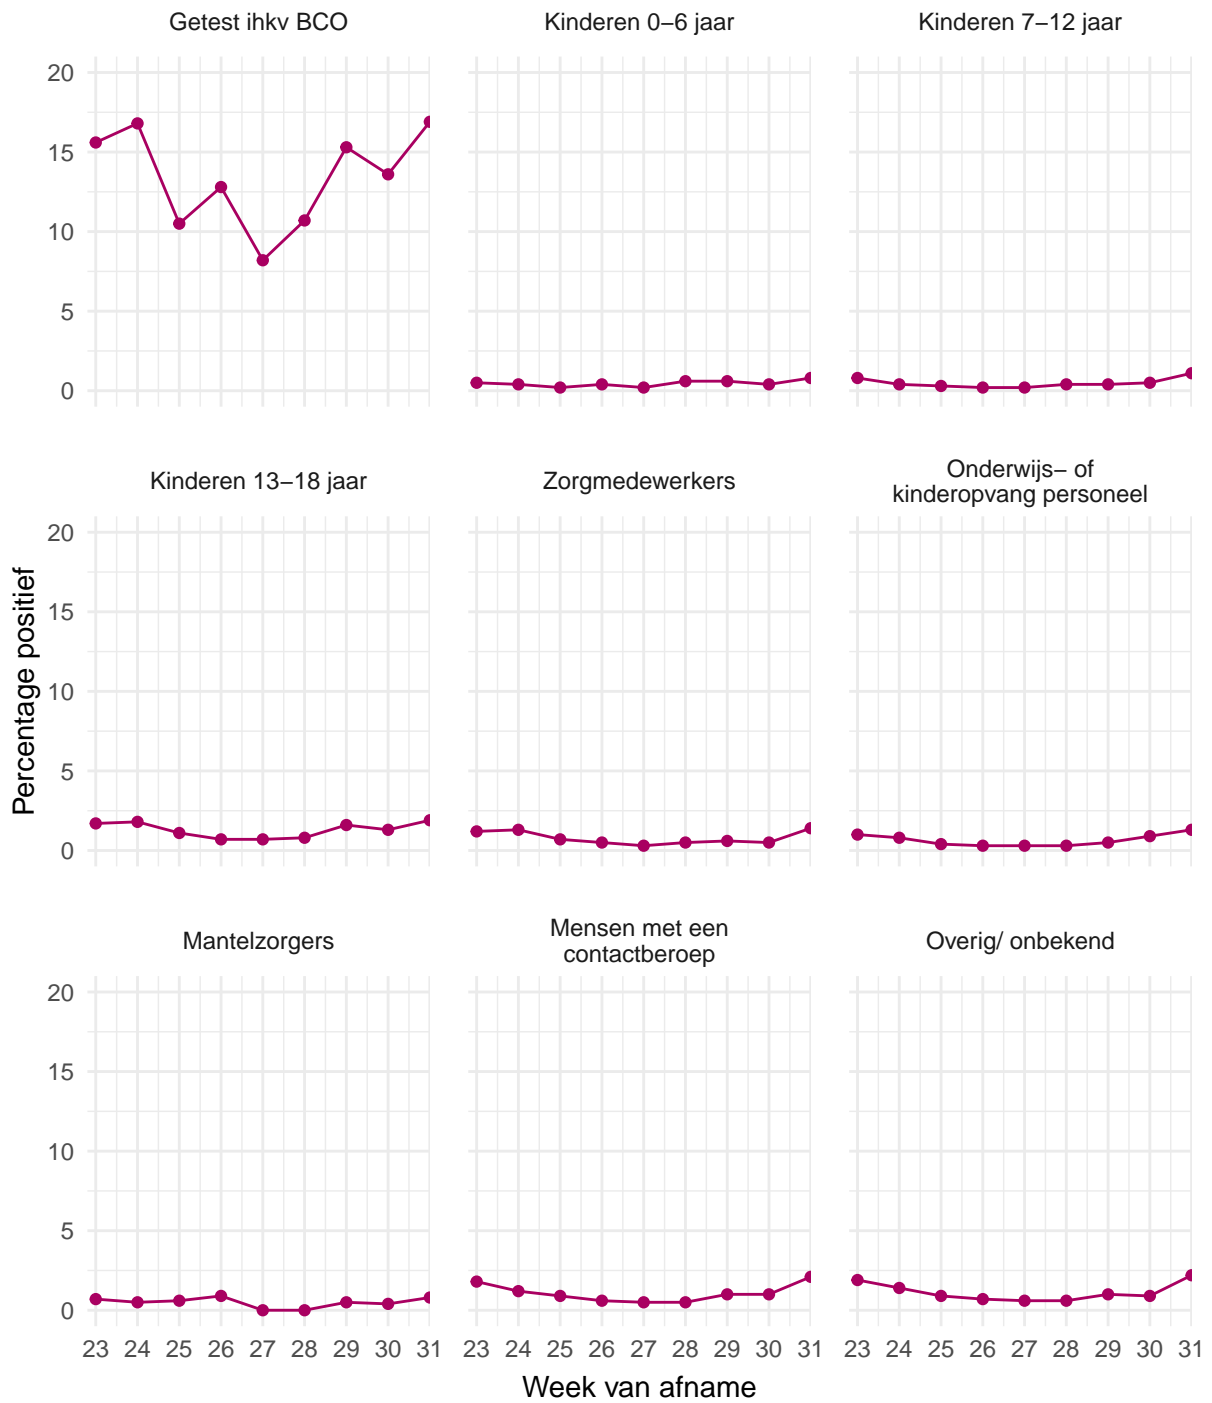 Getest ihkv BCO
Kinderen 0–6 jaar
Kinderen 7–12 jaar
20
15
10
5
0
Kinderen 13–18 jaar
Zorgmedewerkers
Onderwijs– of
kinderopvang personeel
20
15
10
5
0
Percentage positief
Mantelzorgers
Mensen met een
contactberoep
Overig/ onbekend
20
15
10
5
0
23 24 25 26 27 28 29 30 31
23 24 25 26 27 28 29 30 31
23 24 25 26 27 28 29 30 31
Week van afname